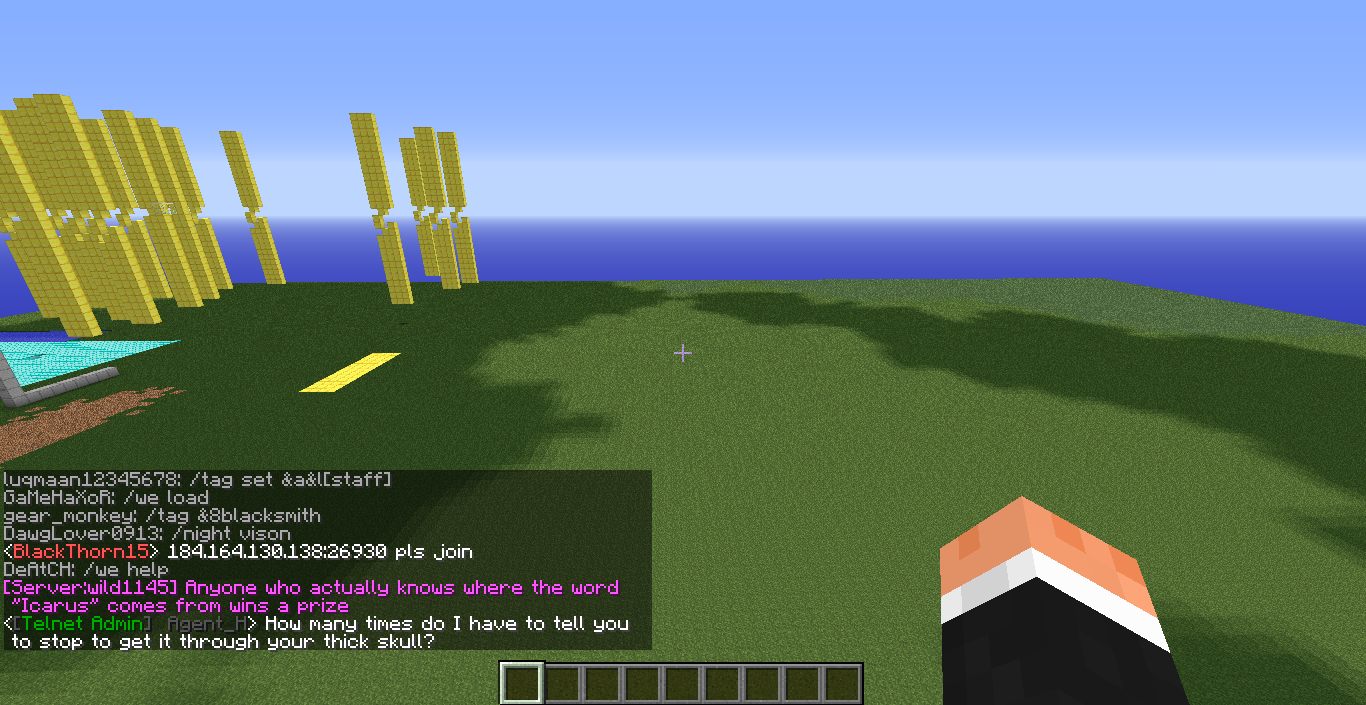 luqmaan12345678: /tag set &a&l[staff]
GaMeHaXoR: /we load
gear_monkey: /tag &8blacksmith
DawgLover0913: /night vison
<BlackThorn15> 184.164.130.138:26930 pls join
DeAtCH: /we help
[Server:wild1145] Anyone who actually knows where the word
"Icarus" comes from wins a prize
<[Telnet Admin] Agent_H> How many times do I have to tell you
to stop to get it through your thick skull?